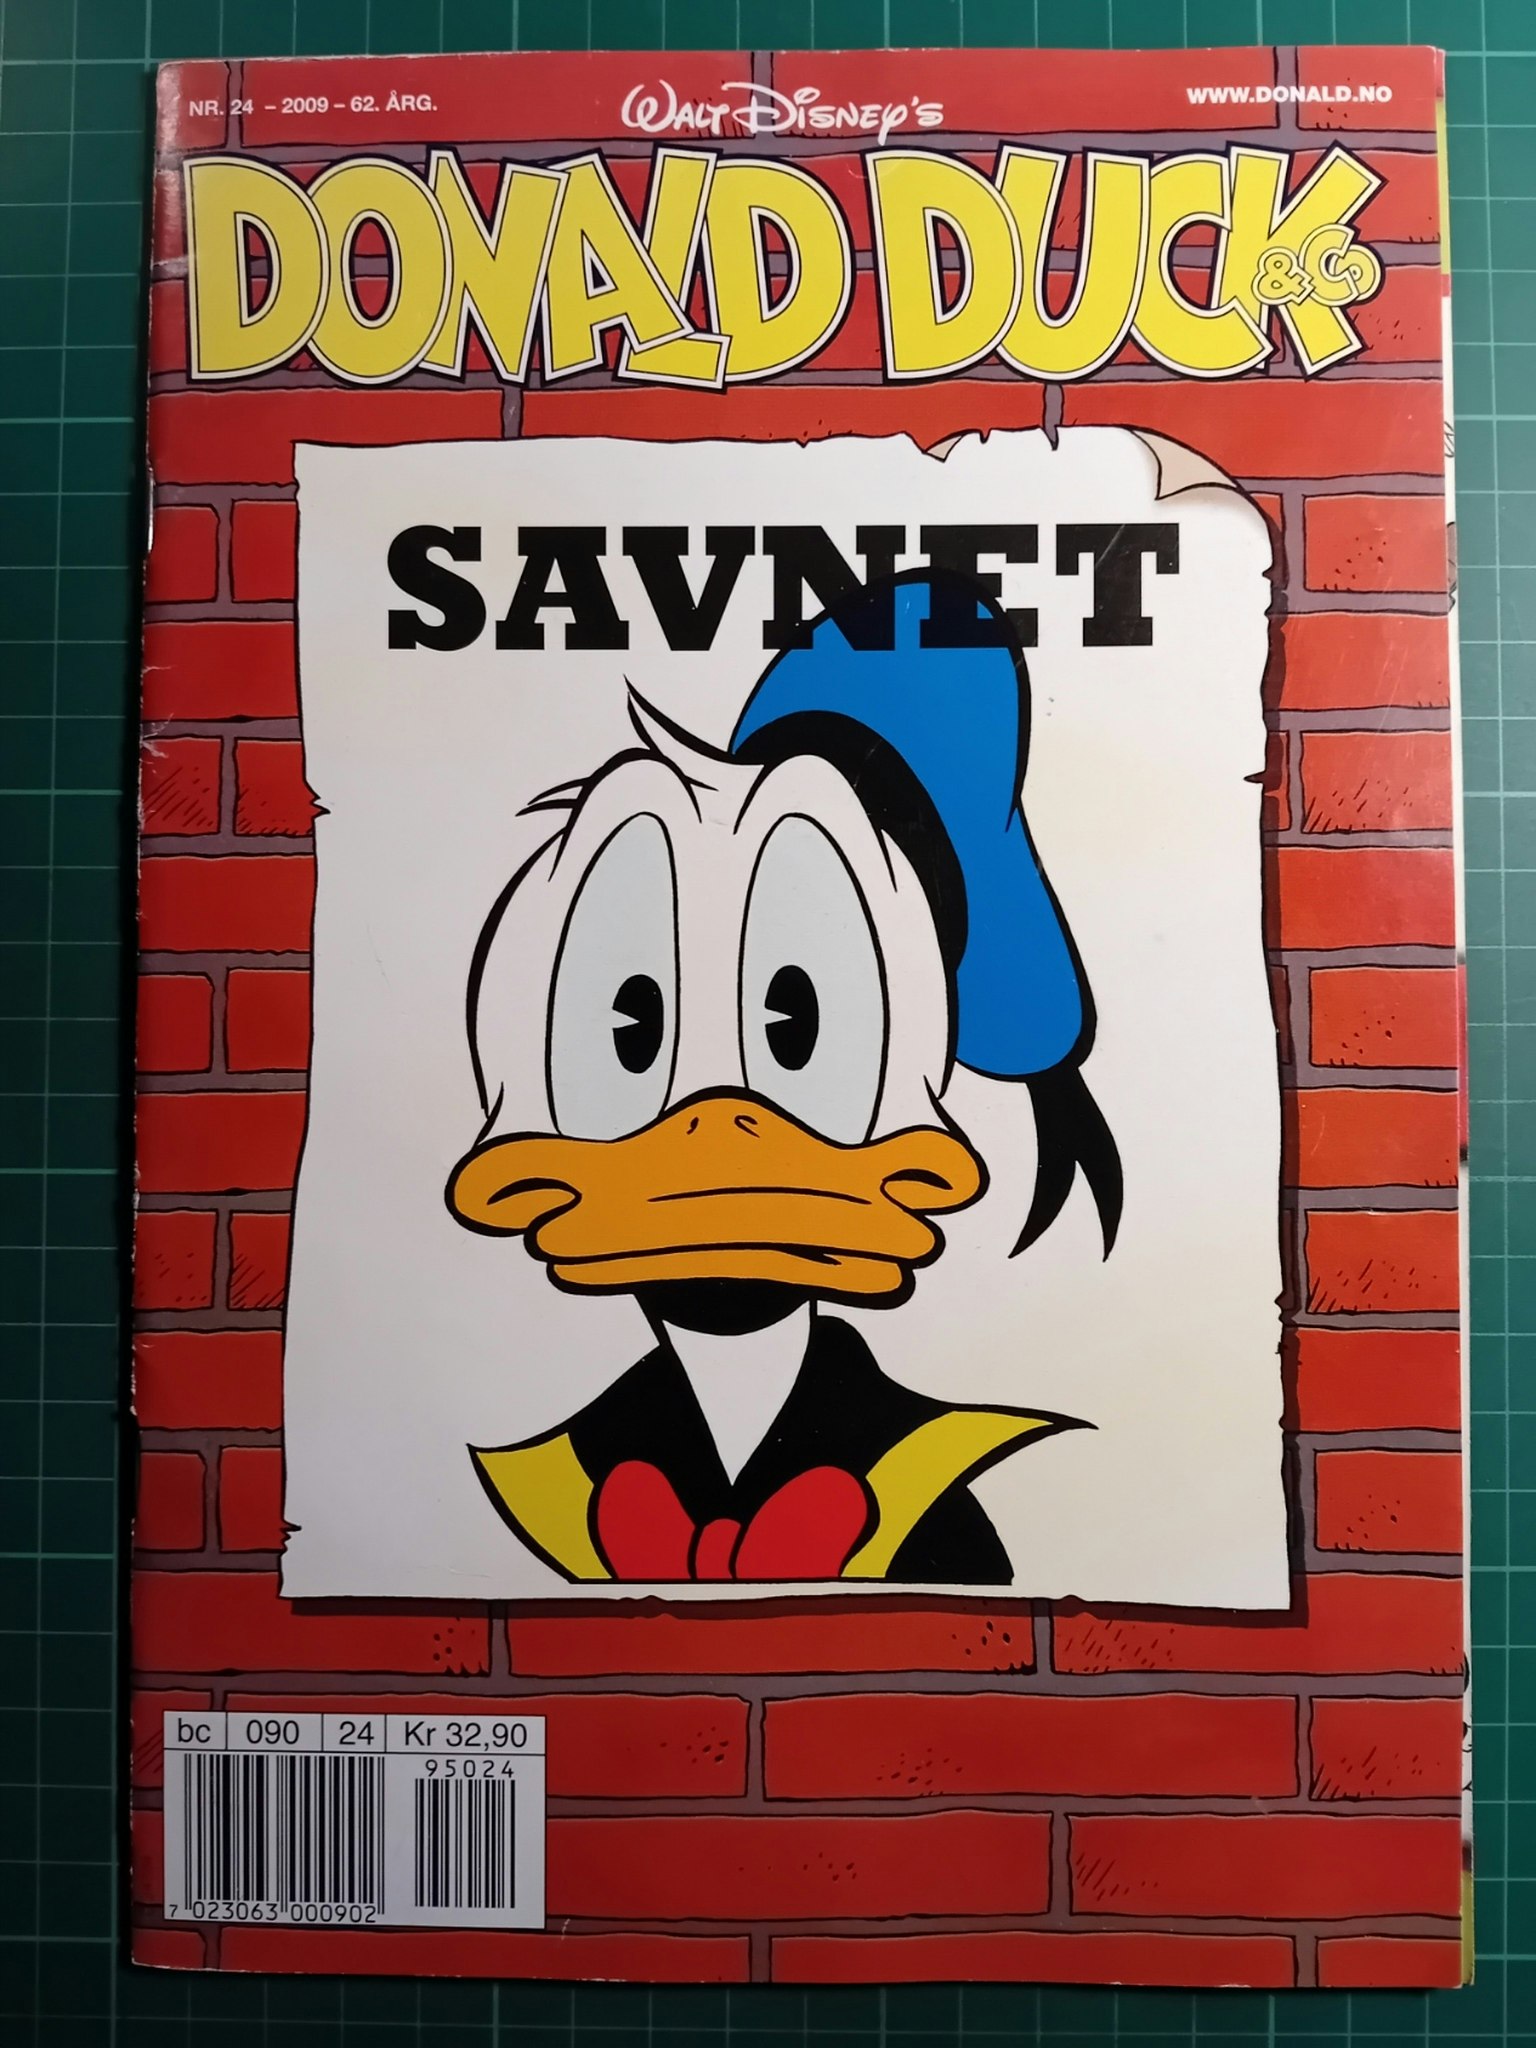 NR. 24 – 2009 – 62. ÅRG.
WALT DISNEY'S
WWW.DONALD.NO
DONALD DUCK & Co
SAVNET
bc 090 24 Kr 32,90
95024
7 023063 000902